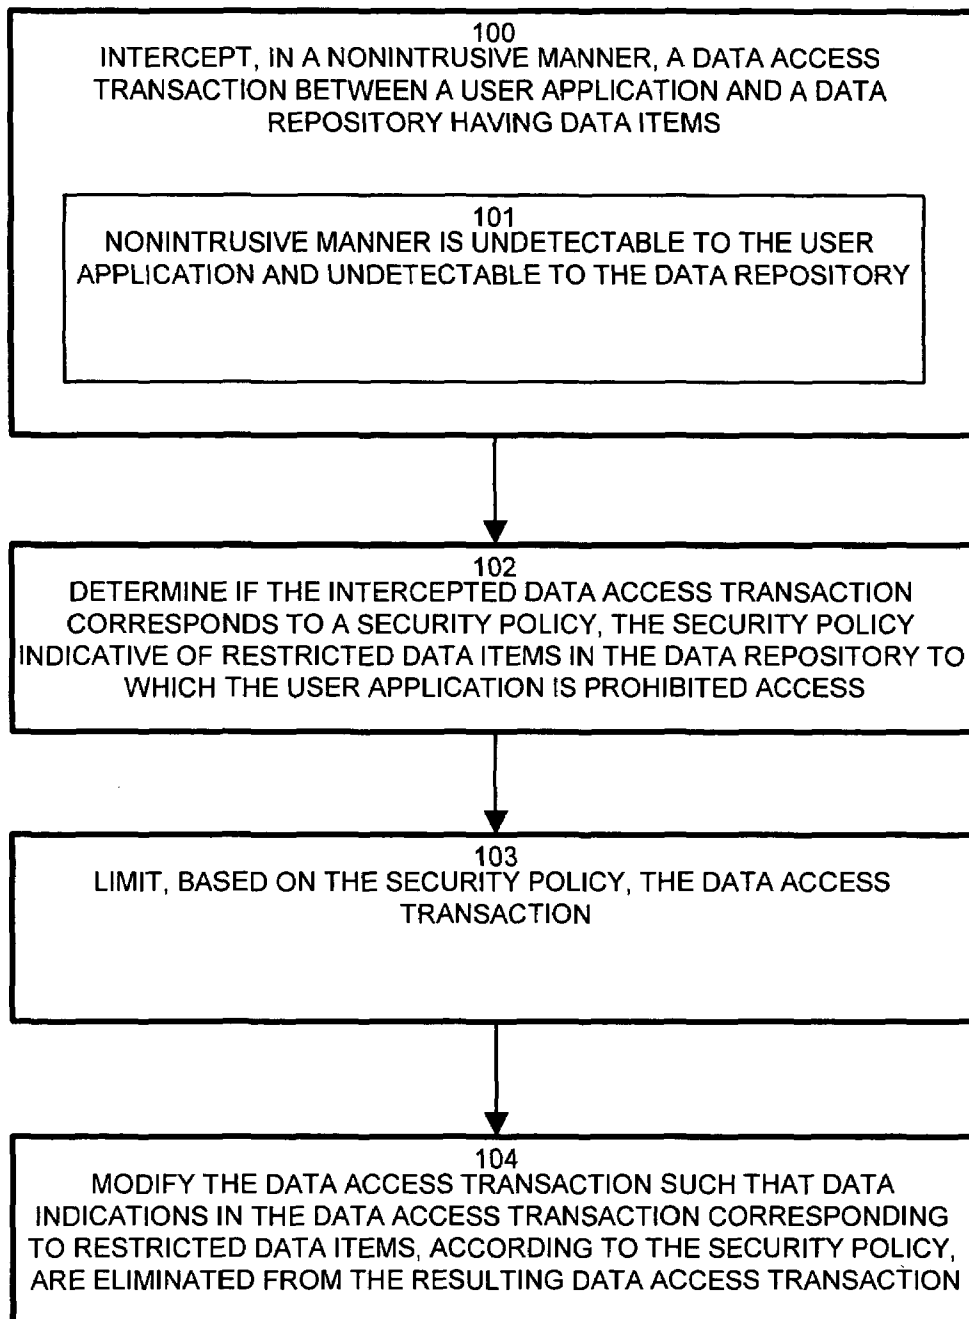 100
INTERCEPT, IN A NONINTRUSIVE MANNER, A DATA ACCESS
TRANSACTION BETWEEN A USER APPLICATION AND A DATA
REPOSITORY HAVING DATA ITEMS
101
NONINTRUSIVE MANNER IS UNDETECTABLE TO THE USER
APPLICATION AND UNDETECTABLE TO THE DATA REPOSITORY
102
DETERMINE IF THE INTERCEPTED DATA ACCESS TRANSACTION
CORRESPONDS TO A SECURITY POLICY, THE SECURITY POLICY
INDICATIVE OF RESTRICTED DATA ITEMS IN THE DATA REPOSITORY TO
WHICH THE USER APPLICATION IS PROHIBITED ACCESS
103
LIMIT, BASED ON THE SECURITY POLICY, THE DATA ACCESS
TRANSACTION
104
MODIFY THE DATA ACCESS TRANSACTION SUCH THAT DATA
INDICATIONS IN THE DATA ACCESS TRANSACTION CORRESPONDING
TO RESTRICTED DATA ITEMS, ACCORDING TO THE SECURITY POLICY,
ARE ELIMINATED FROM THE RESULTING DATA ACCESS TRANSACTION